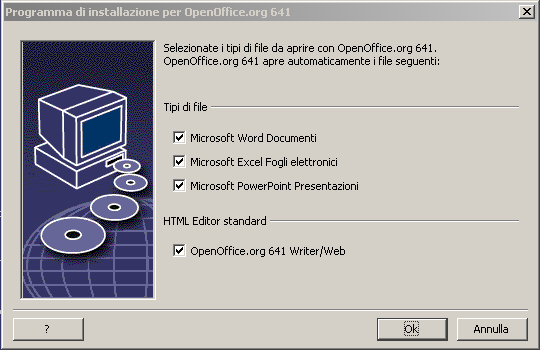 Programma di installazione per OpenOffice.org 641
Selezionate i tipi di file da aprire con OpenOffice.org 641.
OpenOffice.org 641 apre automaticamente i file seguenti:
Tipi di file
Microsoft Word Documenti
Microsoft Excel Fogli elettronici
Microsoft PowerPoint Presentazioni
HTML Editor standard
OpenOffice.org 641 Writer/Web
?
Ok
Annulla